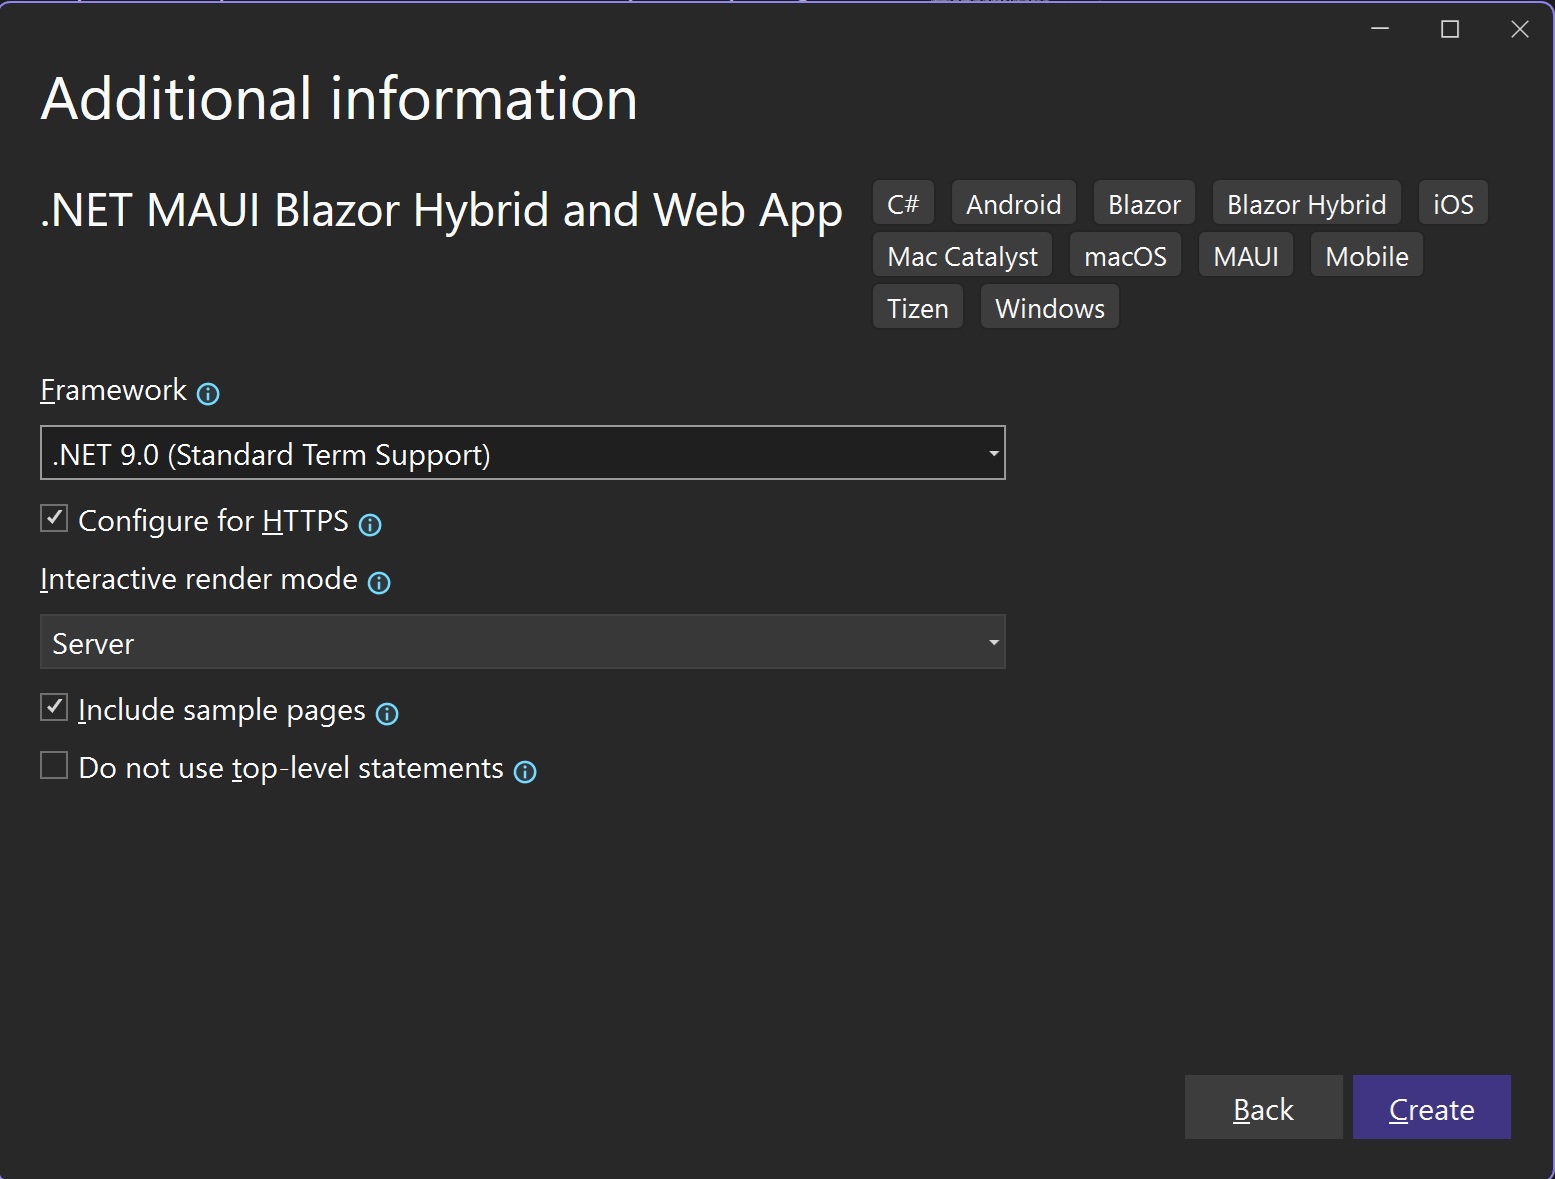 Additional information
.NET MAUI Blazor Hybrid and Web App
C# Android Blazor Blazor Hybrid iOS
Mac Catalyst macOS MAUI Mobile
Tizen Windows
Framework
.NET 9.0 (Standard Term Support)
Configure for HTTPS
Interactive render mode
Server
Include sample pages
Do not use top-level statements
Back Create